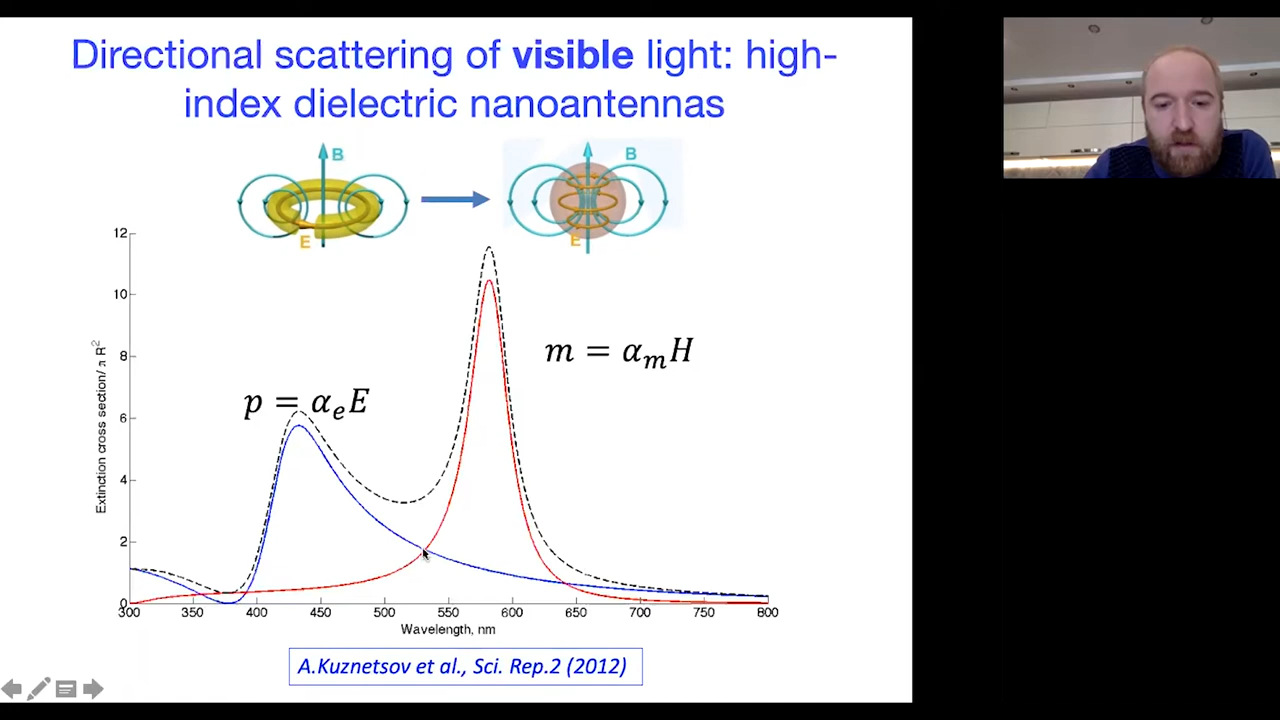 Directional scattering of visible light: high-
index dielectric nanoantennas
B
E
B
E
12
10
8
6
4
2
0
Extinction cross section/ π R²
p = αₑE
m = αₘH
300 350 400 450 500 550 600 650 700 750 800
Wavelength, nm
A.Kuznetsov et al., Sci. Rep.2 (2012)